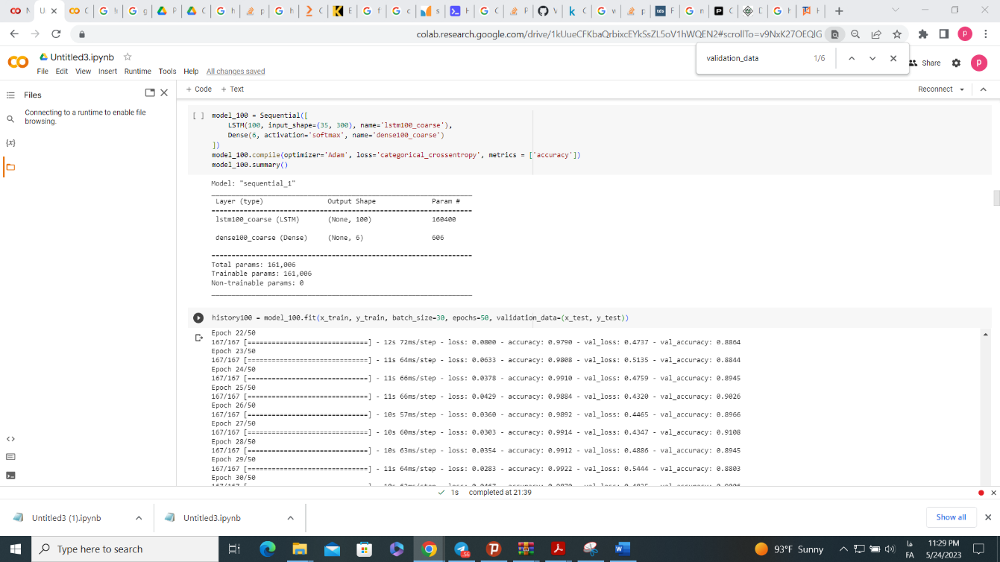 colab.research.google.com/drive/1kUueCFKbaQrbixcEYkSsZL5oV1hWQEN2#scrollTo=v9NxK27OEQlG
validation_data 1/6
Untitled3.ipynb
File Edit View Insert Runtime Tools Help All changes saved
Share
P
Files
+ Code + Text
Reconnect
Connecting to a runtime to enable file
browsing.
{x}
[ ] model_100 = Sequential([
LSTM(100, input_shape=(35, 300), name='lstm100_coarse'),
Dense(6, activation='softmax', name='dense100_coarse')
])
model_100.compile(optimizer='Adam', loss='categorical_crossentropy', metrics = ['accuracy'])
model_100.summary()
Model: "sequential_1"
Layer (type) Output Shape Param #
lstm100_coarse (LSTM) (None, 100) 160400
dense100_coarse (Dense) (None, 6) 606
Total params: 161,006
Trainable params: 161,006
Non-trainable params: 0
history100 = model_100.fit(x_train, y_train, batch_size=30, epochs=50, validation_data=(x_test, y_test))
Epoch 22/50
167/167 [==============================] - 12s 72ms/step - loss: 0.0800 - accuracy: 0.9790 - val_loss: 0.4737 - val_accuracy: 0.8864
Epoch 23/50
167/167 [==============================] - 11s 64ms/step - loss: 0.0633 - accuracy: 0.9808 - val_loss: 0.5135 - val_accuracy: 0.8844
Epoch 24/50
167/167 [==============================] - 11s 66ms/step - loss: 0.0378 - accuracy: 0.9910 - val_loss: 0.4759 - val_accuracy: 0.8945
Epoch 25/50
167/167 [==============================] - 11s 66ms/step - loss: 0.0429 - accuracy: 0.9884 - val_loss: 0.4320 - val_accuracy: 0.9026
Epoch 26/50
167/167 [==============================] - 10s 57ms/step - loss: 0.0360 - accuracy: 0.9892 - val_loss: 0.4465 - val_accuracy: 0.8966
Epoch 27/50
167/167 [==============================] - 10s 60ms/step - loss: 0.0303 - accuracy: 0.9914 - val_loss: 0.4347 - val_accuracy: 0.9108
Epoch 28/50
167/167 [==============================] - 10s 63ms/step - loss: 0.0354 - accuracy: 0.9912 - val_loss: 0.4886 - val_accuracy: 0.8945
Epoch 29/50
167/167 [==============================] - 11s 64ms/step - loss: 0.0283 - accuracy: 0.9922 - val_loss: 0.5444 - val_accuracy: 0.8803
Epoch 30/50
1s completed at 21:39
Untitled3 (1).ipynb
Untitled3.ipynb
Show all
Type here to search
56
93°F Sunny
فا
FA
11:29 PM
5/24/2023